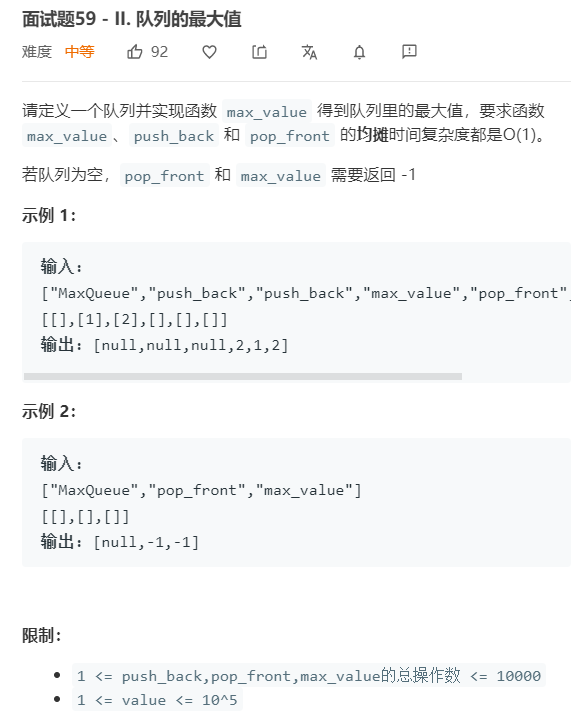 面试题59 - II. 队列的最大值
难度 中等 92
请定义一个队列并实现函数 max_value 得到队列里的最大值，要求函数
max_value 、 push_back 和 pop_front 的均摊时间复杂度都是O(1)。
若队列为空， pop_front 和 max_value 需要返回 -1
示例 1：
输入：
["MaxQueue","push_back","push_back","max_value","pop_front",
[[],[1],[2],[],[],[]]
输出：[null,null,null,2,1,2]
示例 2：
输入：
["MaxQueue","pop_front","max_value"]
[[],[],[]]
输出：[null,-1,-1]
限制：
1 <= push_back,pop_front,max_value的总操作数 <= 10000
1 <= value <= 10^5